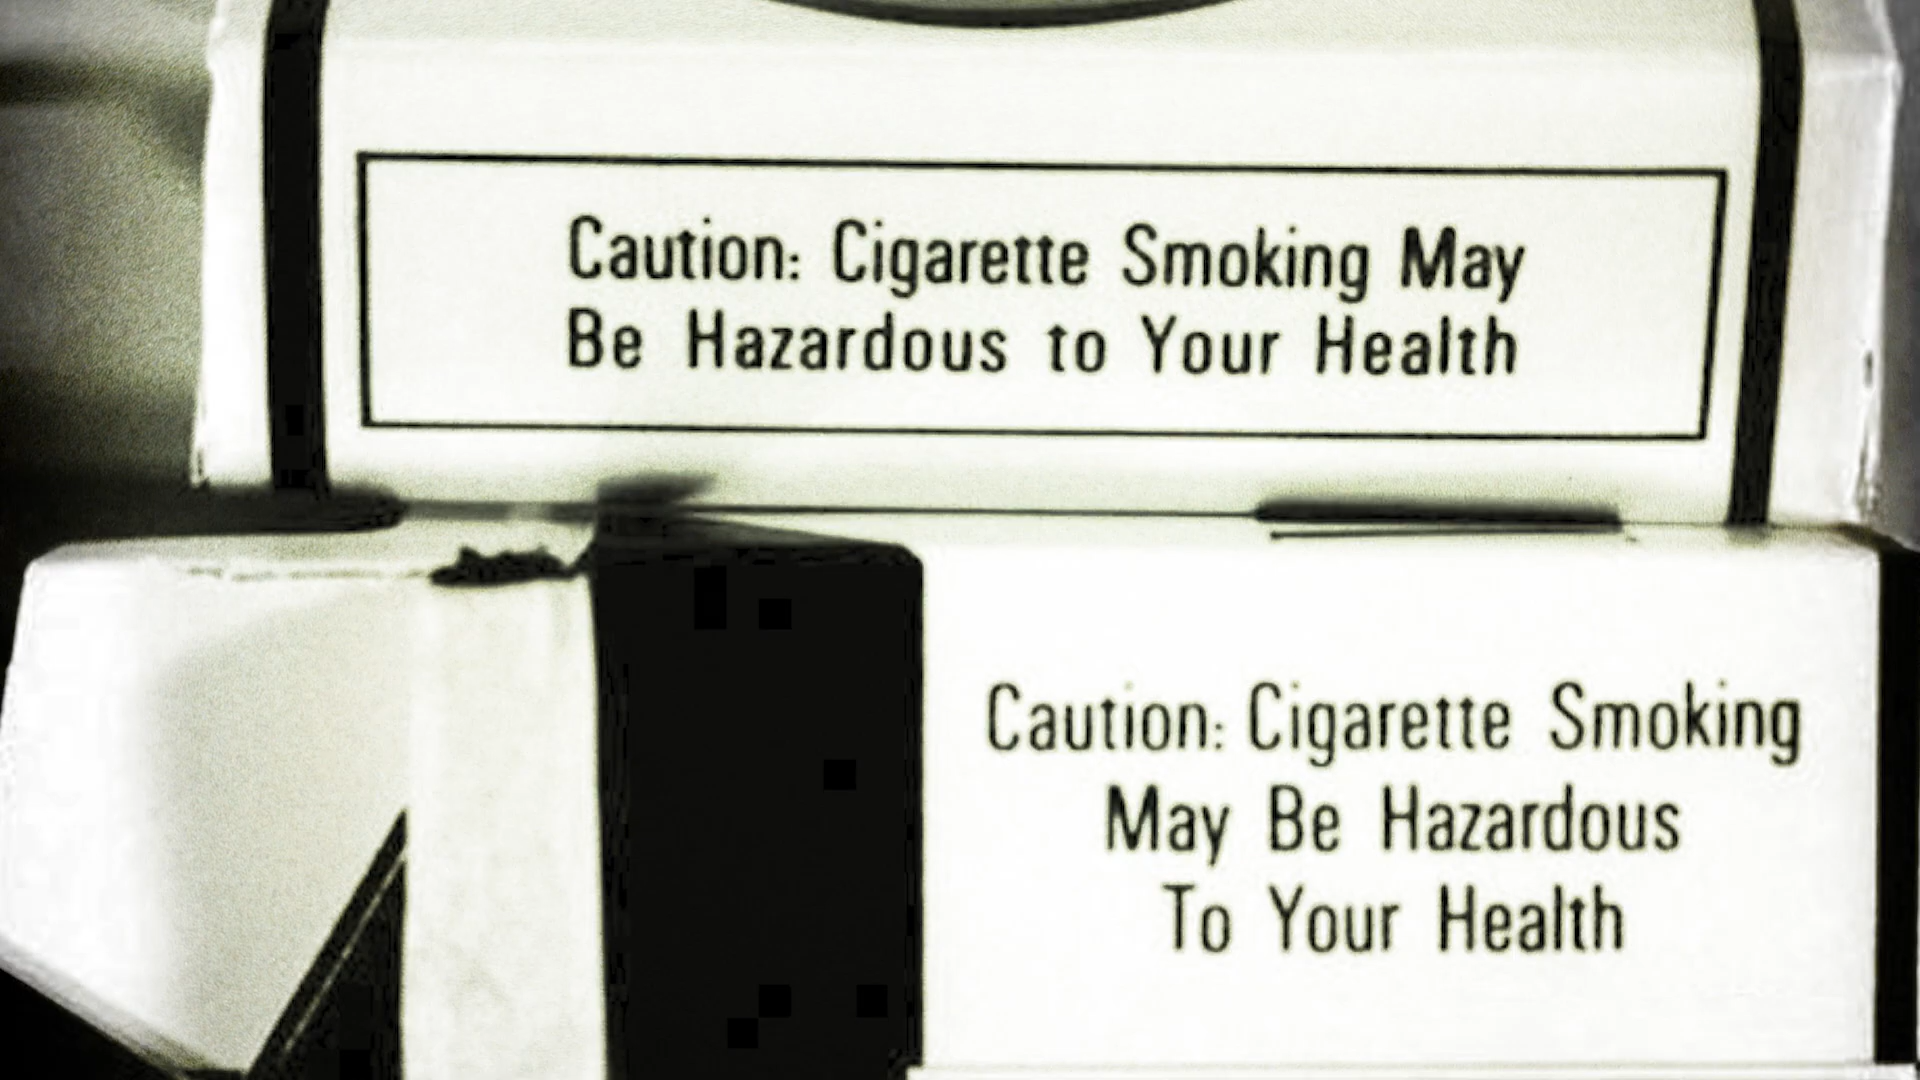 Caution: Cigarette Smoking May
Be Hazardous to Your Health
Caution: Cigarette Smoking
May Be Hazardous
To Your Health